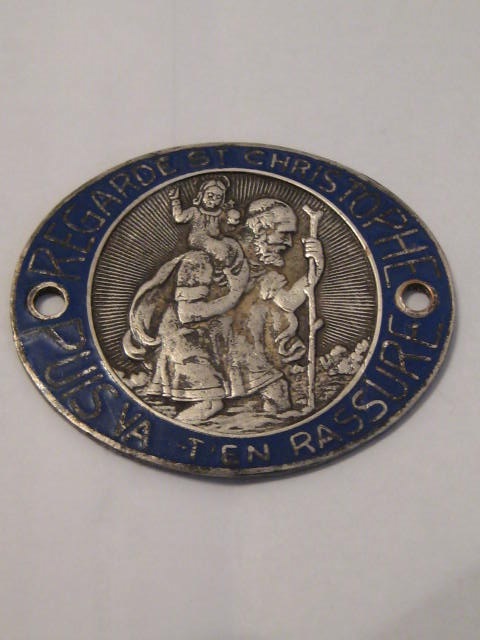 REGARDE ST CHRISTOPHE
PUIS VA-T'EN RASSURE